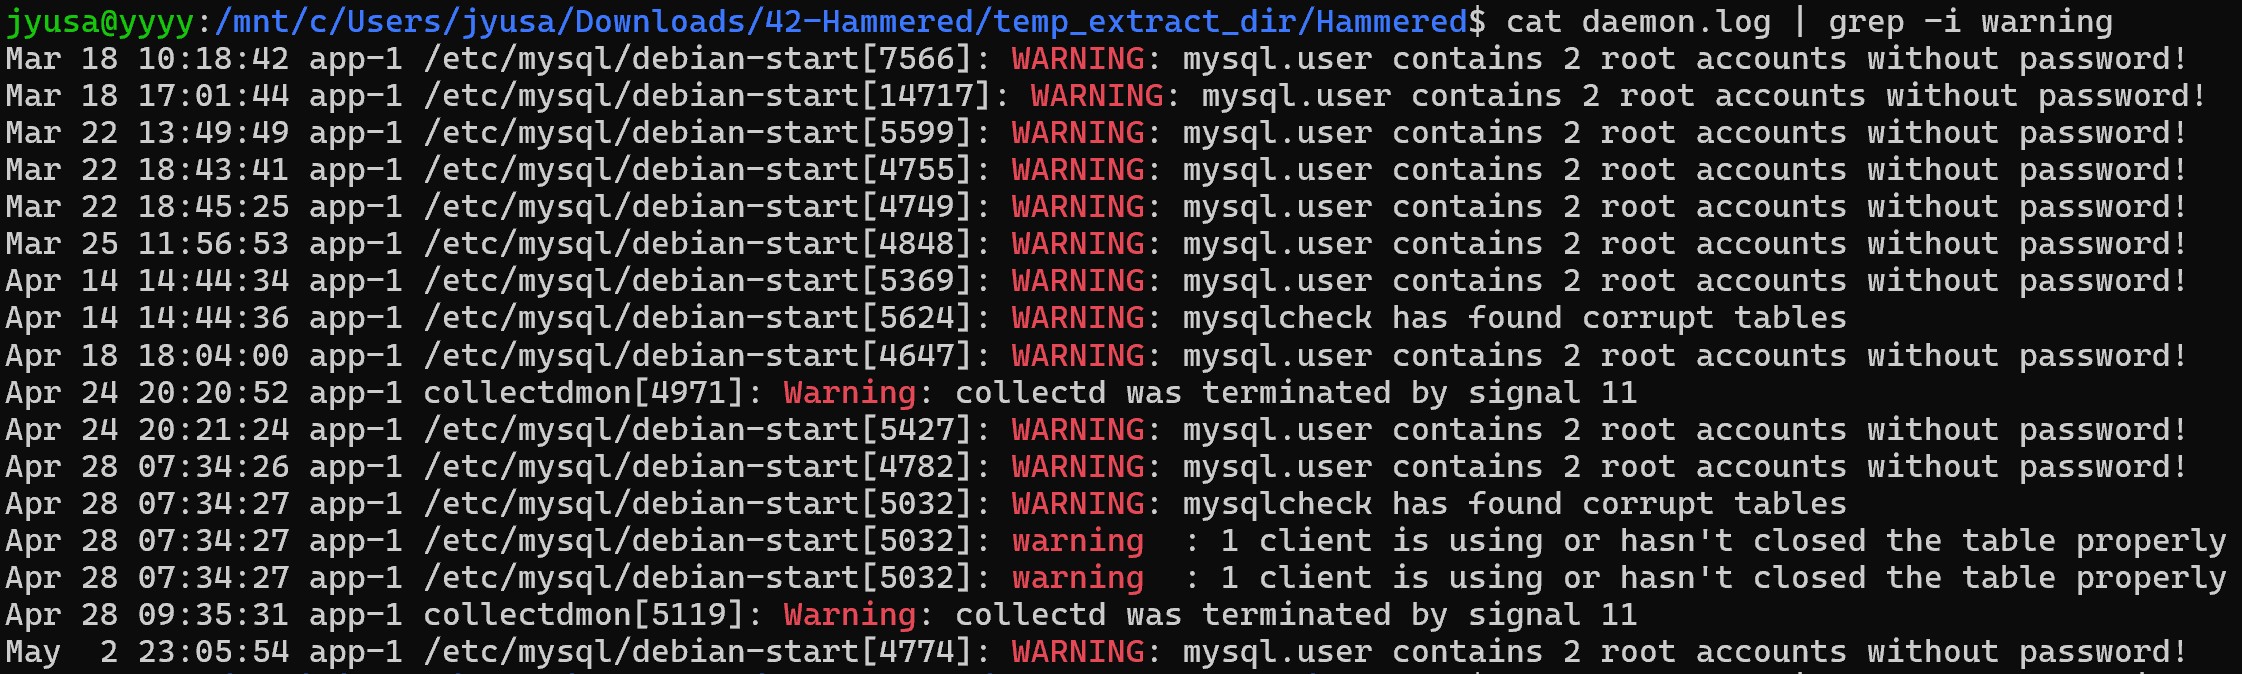 jyusa@yyyy:/mnt/c/Users/jyusa/Downloads/42-Hammered/temp_extract_dir/Hammered$ cat daemon.log | grep -i warning
Mar 18 10:18:42 app-1 /etc/mysql/debian-start[7566]: WARNING: mysql.user contains 2 root accounts without password!
Mar 18 17:01:44 app-1 /etc/mysql/debian-start[14717]: WARNING: mysql.user contains 2 root accounts without password!
Mar 22 13:49:49 app-1 /etc/mysql/debian-start[5599]: WARNING: mysql.user contains 2 root accounts without password!
Mar 22 18:43:41 app-1 /etc/mysql/debian-start[4755]: WARNING: mysql.user contains 2 root accounts without password!
Mar 22 18:45:25 app-1 /etc/mysql/debian-start[4749]: WARNING: mysql.user contains 2 root accounts without password!
Mar 25 11:56:53 app-1 /etc/mysql/debian-start[4848]: WARNING: mysql.user contains 2 root accounts without password!
Apr 14 14:44:34 app-1 /etc/mysql/debian-start[5369]: WARNING: mysql.user contains 2 root accounts without password!
Apr 14 14:44:36 app-1 /etc/mysql/debian-start[5624]: WARNING: mysqlcheck has found corrupt tables
Apr 18 18:04:00 app-1 /etc/mysql/debian-start[4647]: WARNING: mysql.user contains 2 root accounts without password!
Apr 24 20:20:52 app-1 collectdmon[4971]: Warning: collectd was terminated by signal 11
Apr 24 20:21:24 app-1 /etc/mysql/debian-start[5427]: WARNING: mysql.user contains 2 root accounts without password!
Apr 28 07:34:26 app-1 /etc/mysql/debian-start[4782]: WARNING: mysql.user contains 2 root accounts without password!
Apr 28 07:34:27 app-1 /etc/mysql/debian-start[5032]: WARNING: mysqlcheck has found corrupt tables
Apr 28 07:34:27 app-1 /etc/mysql/debian-start[5032]: warning  : 1 client is using or hasn't closed the table properly
Apr 28 07:34:27 app-1 /etc/mysql/debian-start[5032]: warning  : 1 client is using or hasn't closed the table properly
Apr 28 09:35:31 app-1 collectdmon[5119]: Warning: collectd was terminated by signal 11
May  2 23:05:54 app-1 /etc/mysql/debian-start[4774]: WARNING: mysql.user contains 2 root accounts without password!